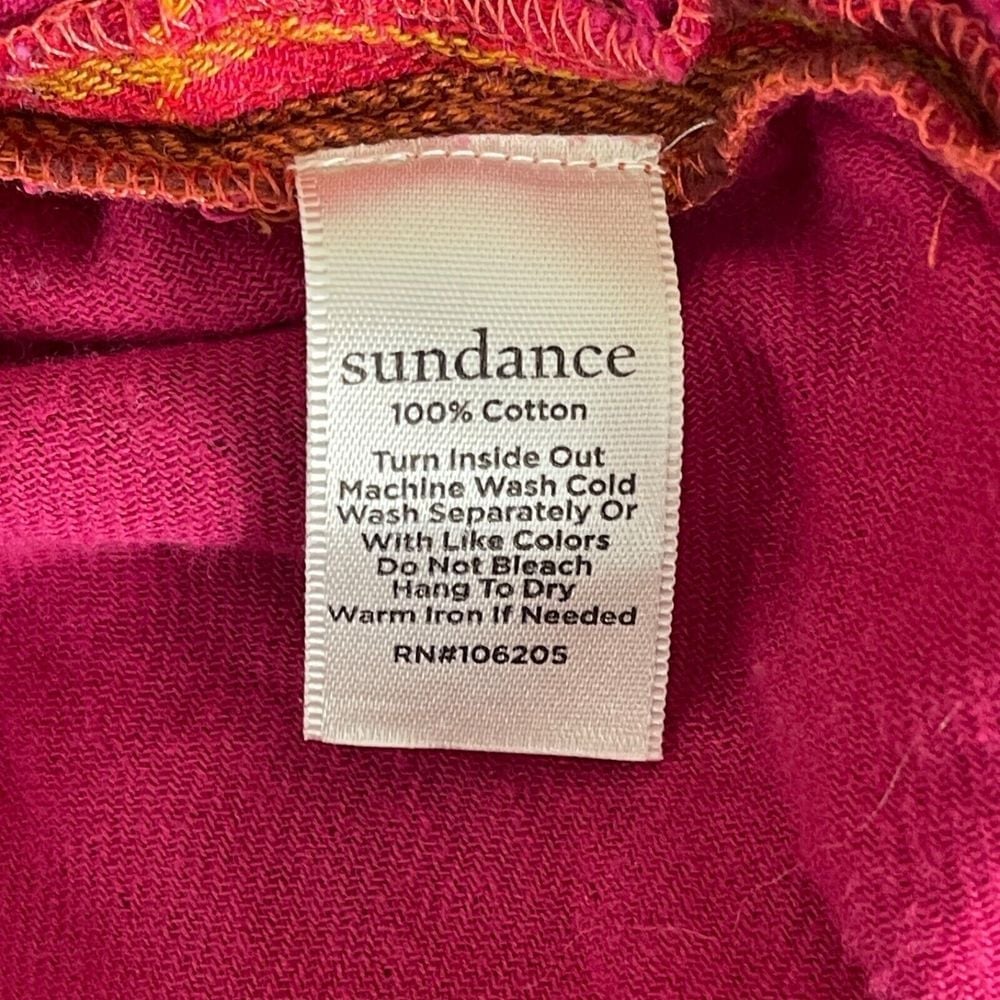 sundance
100% Cotton
Turn Inside Out
Machine Wash Cold
Wash Separately Or
With Like Colors
Do Not Bleach
Hang To Dry
Warm Iron If Needed
RN#106205